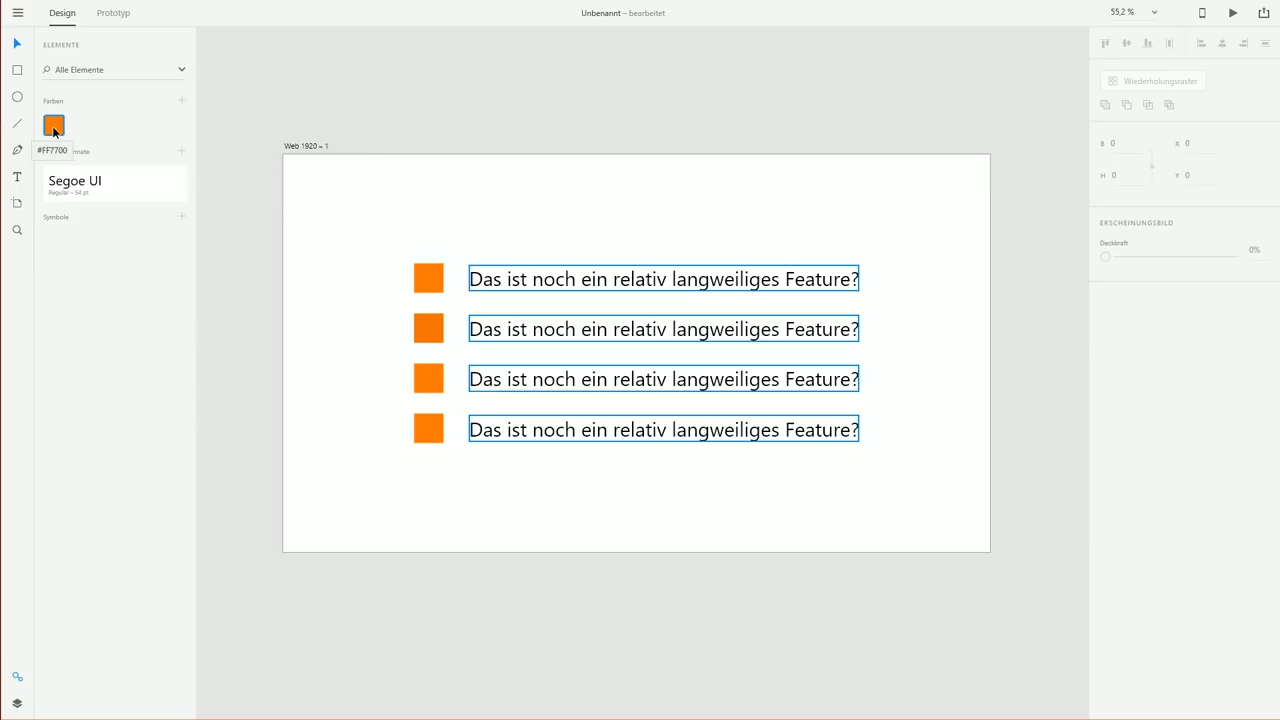 Design Prototyp Unbenannt – bearbeitet 55,2 %
ELEMENTE
Alle Elemente
Farben
#FF7700
mate
Segoe UI
Regular – 54 pt
Symbole
Web 1920 – 1
Das ist noch ein relativ langweiliges Feature?
Das ist noch ein relativ langweiliges Feature?
Das ist noch ein relativ langweiliges Feature?
Das ist noch ein relativ langweiliges Feature?
Wiederholungsraster
B 0 X 0
H 0 Y 0
ERSCHEINUNGSBILD
Deckkraft
0%